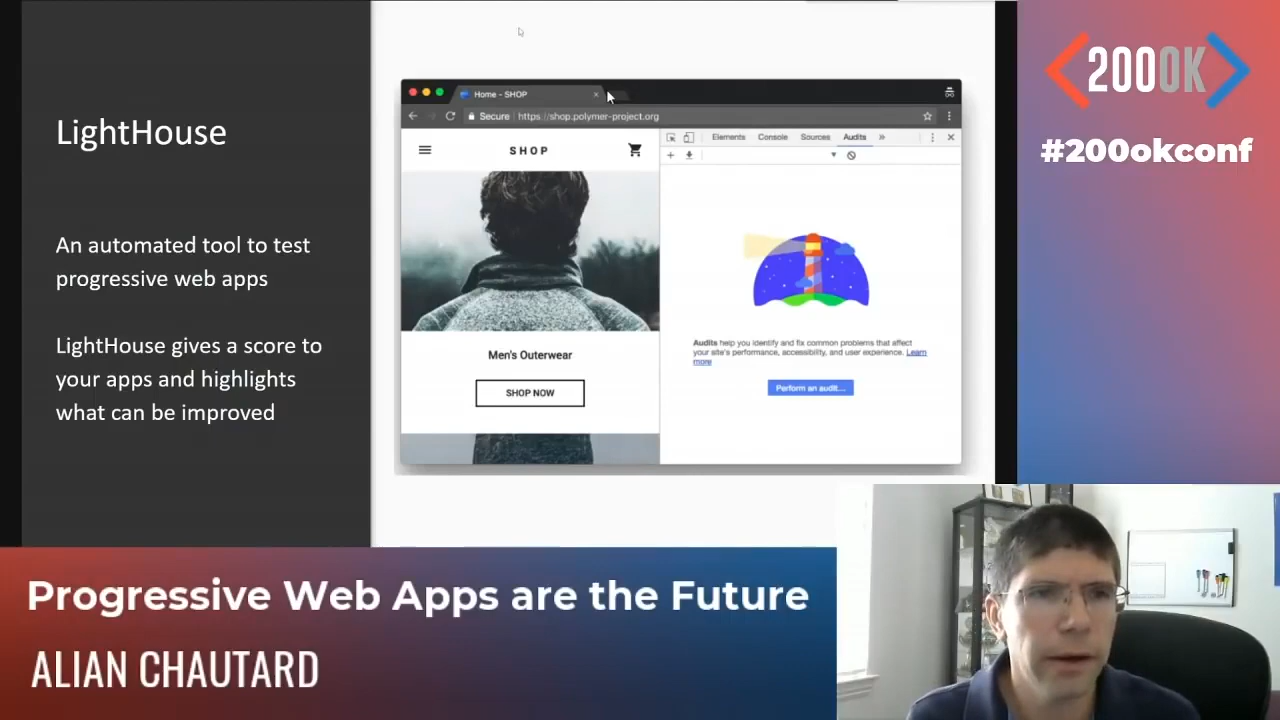 LightHouse
An automated tool to test
progressive web apps
LightHouse gives a score to
your apps and highlights
what can be improved
Home - SHOP
Secure https://shop.polymer-project.org
Elements Console Sources Audits »
SHOP
Men's Outerwear
SHOP NOW
Audits help you identify and fix common problems that affect
your site's performance, accessibility, and user experience. Learn
more
Perform an audit...
<200OK>
#200okconf
Progressive Web Apps are the Future
ALIAN CHAUTARD